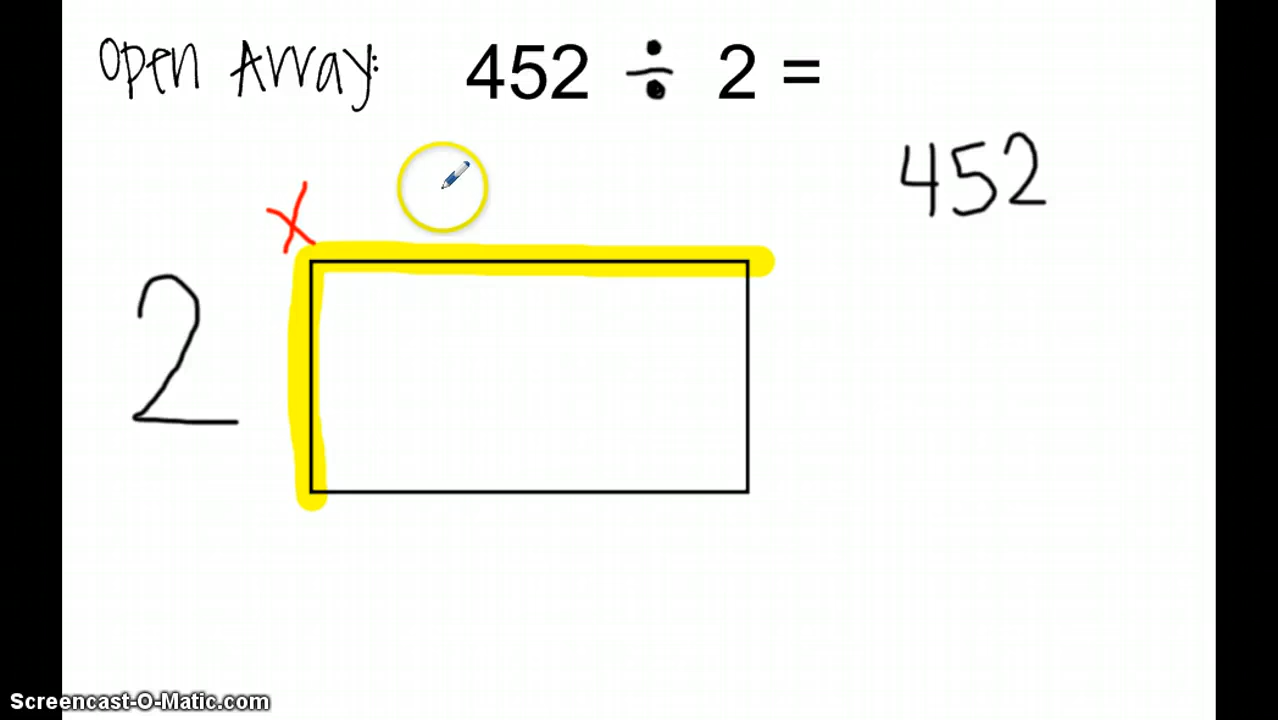 Open Array: 452 ÷ 2 =
452
x
2
Screencast-O-Matic.com